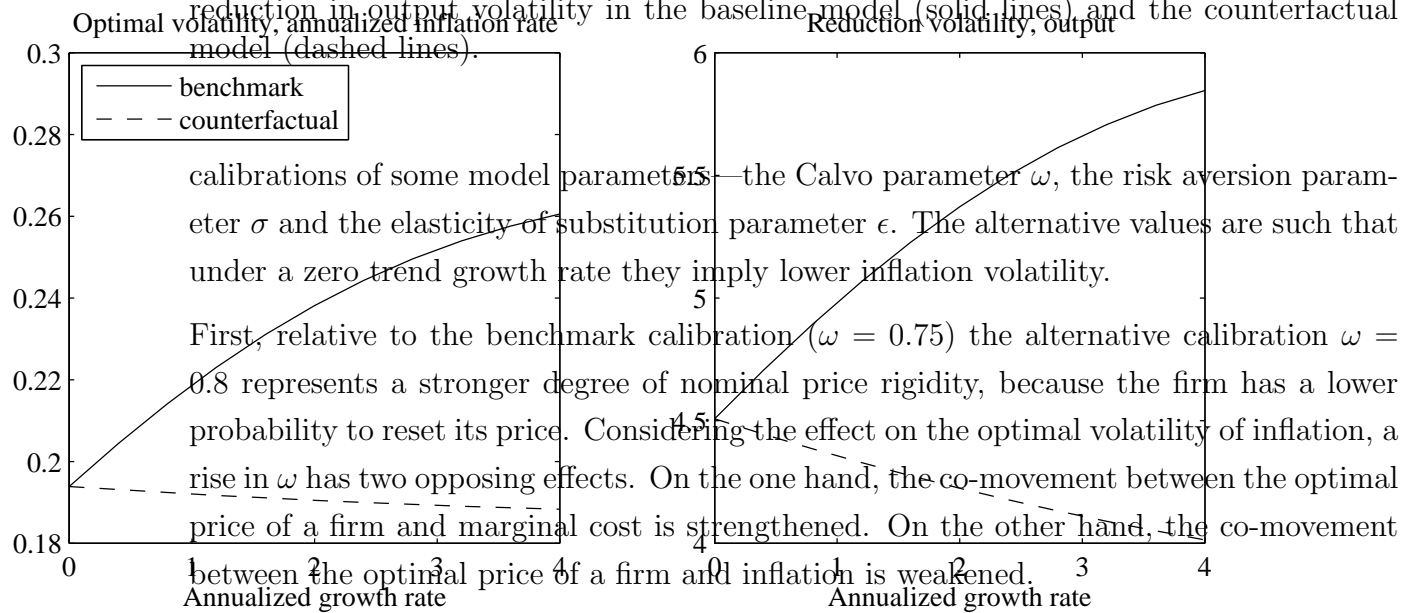 reduction in output volatility in the baseline model (solid lines) and the counterfactual
model (dashed lines).
Optimal volatility, annualized inflation rate
0.3
0.28
0.26
0.24
0.22
0.2
0.18
0 1 2 3 4
Annualized growth rate
benchmark
counterfactual
Reduction volatility, output
6
5.5
5
4.5
4
0 1 2 3 4
Annualized growth rate
calibrations of some model parameters—the Calvo parameter ω, the risk aversion param-
eter σ and the elasticity of substitution parameter ϵ. The alternative values are such that
under a zero trend growth rate they imply lower inflation volatility.
First, relative to the benchmark calibration (ω = 0.75) the alternative calibration ω =
0.8 represents a stronger degree of nominal price rigidity, because the firm has a lower
probability to reset its price. Considering the effect on the optimal volatility of inflation, a
rise in ω has two opposing effects. On the one hand, the co-movement between the optimal
price of a firm and marginal cost is strengthened. On the other hand, the co-movement
between the optimal price of a firm and inflation is weakened.